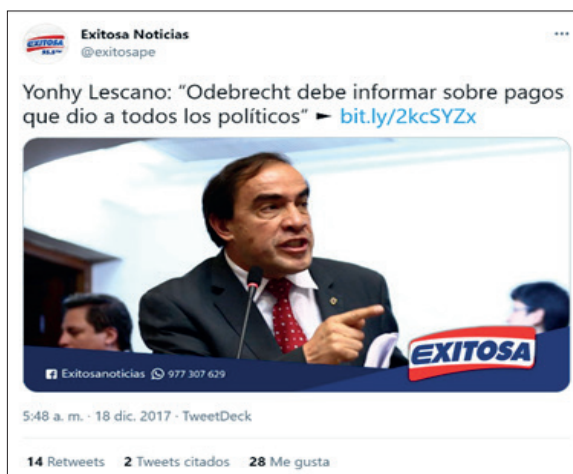 Exitosa Noticias
@exitosape
Yonhy Lescano: “Odebrecht debe informar sobre pagos
que dio a todos los políticos” ► bit.ly/2kcSYZx
EXITOSA
Exitosanoticias 977 307 629
5:48 a. m. · 18 dic. 2017 · TweetDeck
14 Retweets 2 Tweets citados 28 Me gusta